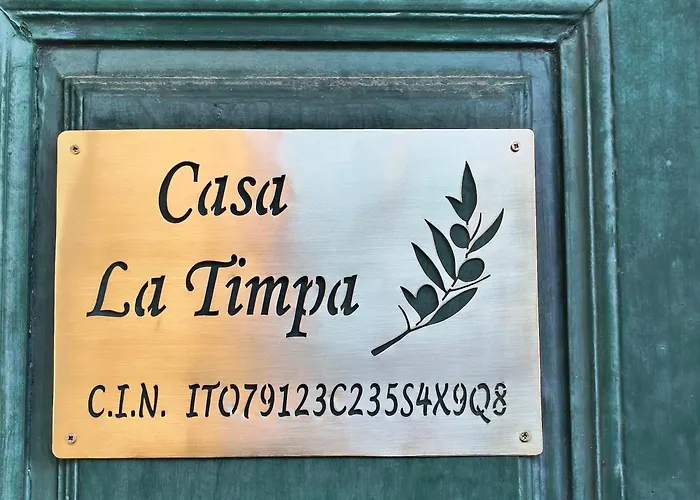 Casa
La Timpa
C.I.N. IT079123C235S4X9Q8